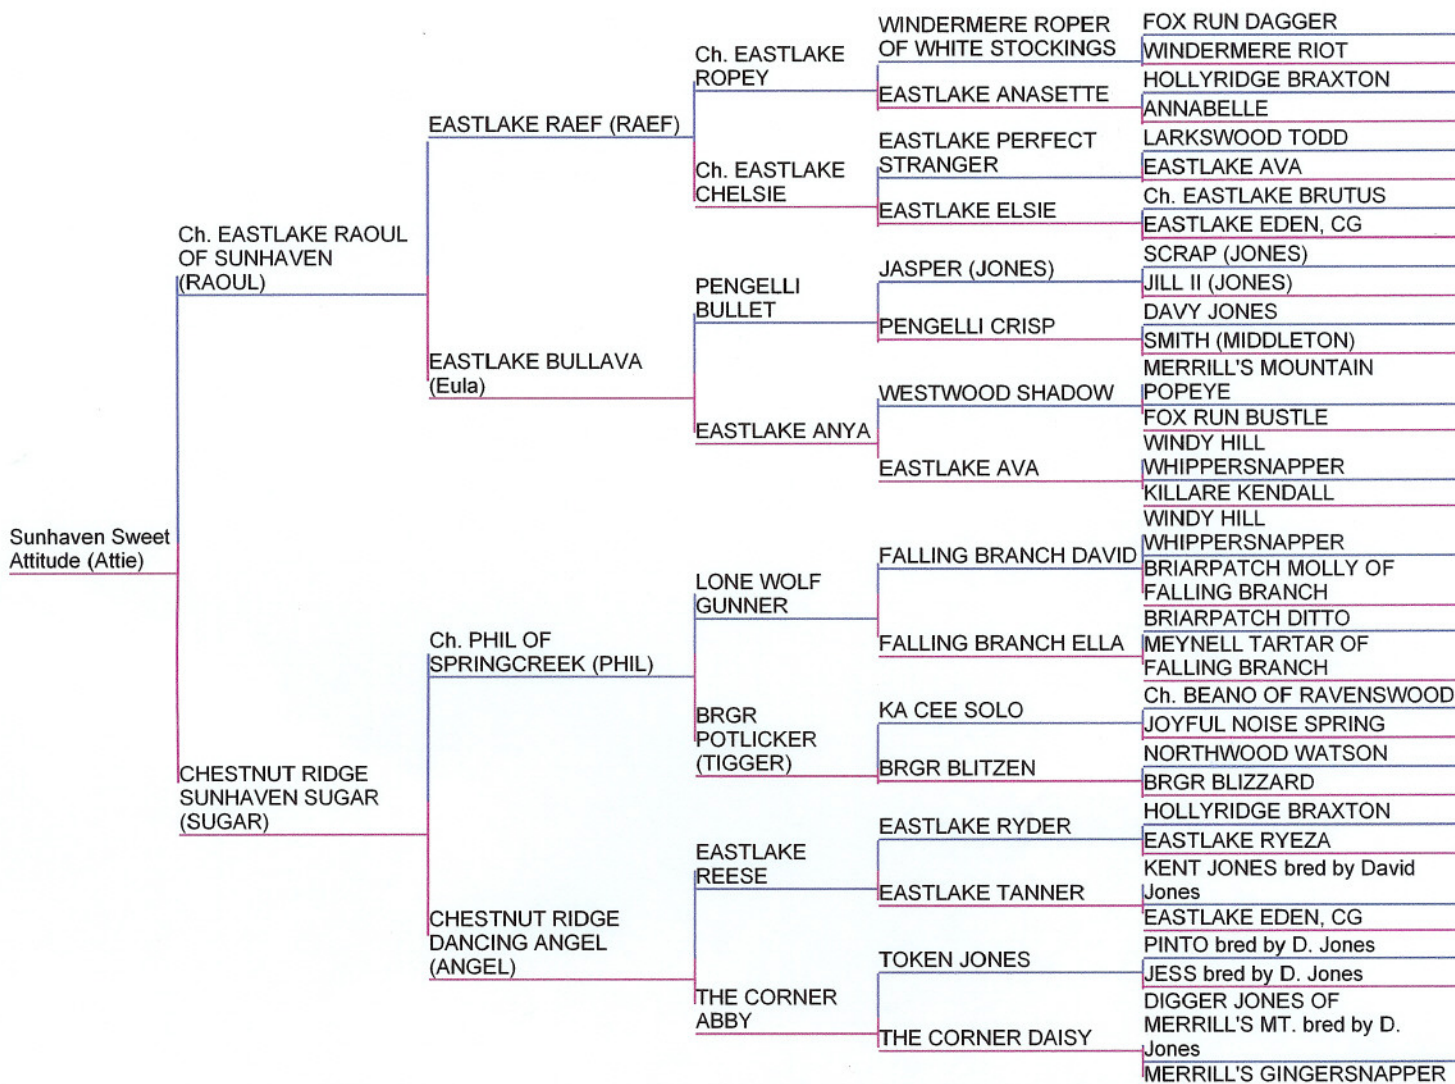 Sunhaven Sweet
Attitude (Attie)
Ch. EASTLAKE RAOUL
OF SUNHAVEN
(RAOUL)
CHESTNUT RIDGE
SUNHAVEN SUGAR
(SUGAR)
EASTLAKE RAEF (RAEF)
EASTLAKE BULLAVA
(Eula)
Ch. PHIL OF
SPRINGCREEK (PHIL)
CHESTNUT RIDGE
DANCING ANGEL
(ANGEL)
Ch. EASTLAKE
ROPEY
Ch. EASTLAKE
CHELSIE
PENGELLI
BULLET
EASTLAKE ANYA
LONE WOLF
GUNNER
BRGR
POTLICKER
(TIGGER)
EASTLAKE
REESE
THE CORNER
ABBY
WINDERMERE ROPER
OF WHITE STOCKINGS
EASTLAKE ANASETTE
EASTLAKE PERFECT
STRANGER
EASTLAKE ELSIE
JASPER (JONES)
PENGELLI CRISP
WESTWOOD SHADOW
EASTLAKE AVA
FALLING BRANCH DAVID
FALLING BRANCH ELLA
KA CEE SOLO
BRGR BLITZEN
EASTLAKE RYDER
EASTLAKE TANNER
TOKEN JONES
THE CORNER DAISY
FOX RUN DAGGER
WINDERMERE RIOT
HOLLYRIDGE BRAXTON
ANNABELLE
LARKSWOOD TODD
EASTLAKE AVA
Ch. EASTLAKE BRUTUS
EASTLAKE EDEN, CG
SCRAP (JONES)
JILL II (JONES)
DAVY JONES
SMITH (MIDDLETON)
MERRILL'S MOUNTAIN
POPEYE
FOX RUN BUSTLE
WINDY HILL
WHIPPERSNAPPER
KILLARE KENDALL
WINDY HILL
WHIPPERSNAPPER
BRIARPATCH MOLLY OF
FALLING BRANCH
BRIARPATCH DITTO
MEYNELL TARTAR OF
FALLING BRANCH
Ch. BEANO OF RAVENSWOOD
JOYFUL NOISE SPRING
NORTHWOOD WATSON
BRGR BLIZZARD
HOLLYRIDGE BRAXTON
EASTLAKE RYEZA
KENT JONES bred by David
Jones
EASTLAKE EDEN, CG
PINTO bred by D. Jones
JESS bred by D. Jones
DIGGER JONES OF
MERRILL'S MT. bred by D.
Jones
MERRILL'S GINGERSNAPPER